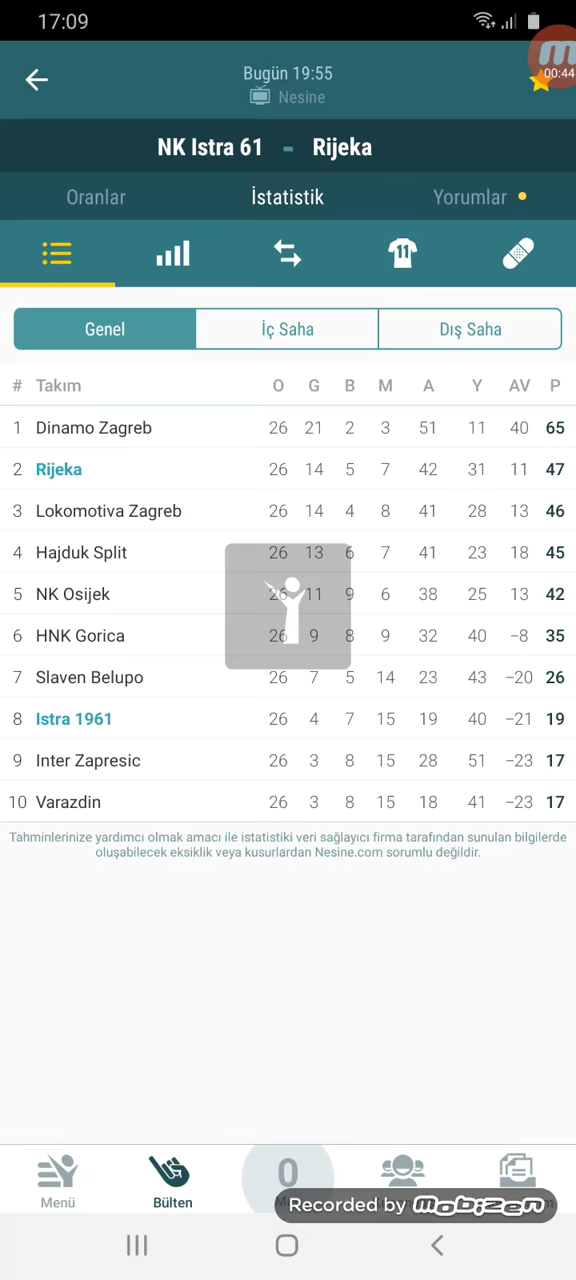 17:09
00:44
Bugün 19:55
Nesine
NK Istra 61 - Rijeka
Oranlar İstatistik Yorumlar
11
Genel İç Saha Dış Saha
# Takım O G B M A Y AV P
1 Dinamo Zagreb 26 21 2 3 51 11 40 65
2 Rijeka 26 14 5 7 42 31 11 47
3 Lokomotiva Zagreb 26 14 4 8 41 28 13 46
4 Hajduk Split 26 13 6 7 41 23 18 45
5 NK Osijek 26 11 9 6 38 25 13 42
6 HNK Gorica 26 9 8 9 32 40 −8 35
7 Slaven Belupo 26 7 5 14 23 43 −20 26
8 Istra 1961 26 4 7 15 19 40 −21 19
9 Inter Zapresic 26 3 8 15 28 51 −23 17
10 Varazdin 26 3 8 15 18 41 −23 17
Tahminlerinize yardımcı olmak amacı ile istatistiki veri sağlayıcı firma tarafından sunulan bilgilerde
oluşabilecek eksiklik veya kusurlardan Nesine.com sorumlu değildir.
0
Menü Bülten
Recorded by mobizen